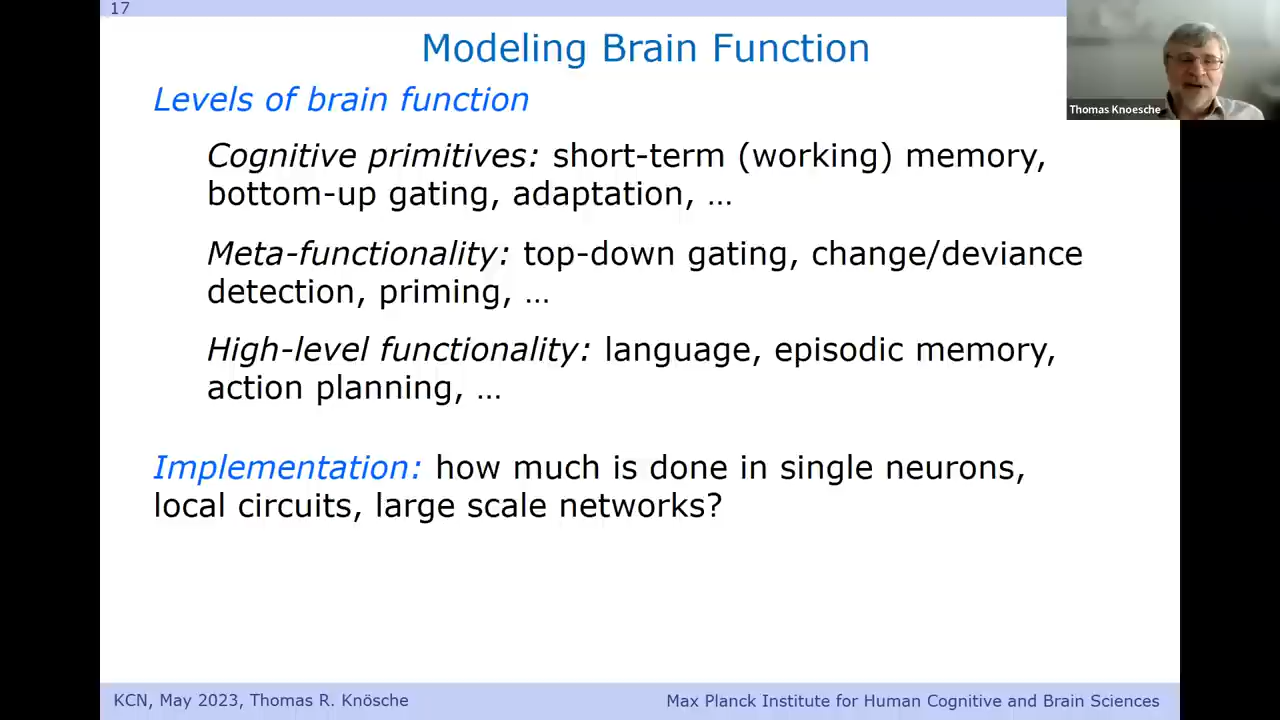 17
Modeling Brain Function
Thomas Knoesche
Levels of brain function
Cognitive primitives: short-term (working) memory,
bottom-up gating, adaptation, …
Meta-functionality: top-down gating, change/deviance
detection, priming, …
High-level functionality: language, episodic memory,
action planning, …
Implementation: how much is done in single neurons,
local circuits, large scale networks?
KCN, May 2023, Thomas R. Knösche
Max Planck Institute for Human Cognitive and Brain Sciences